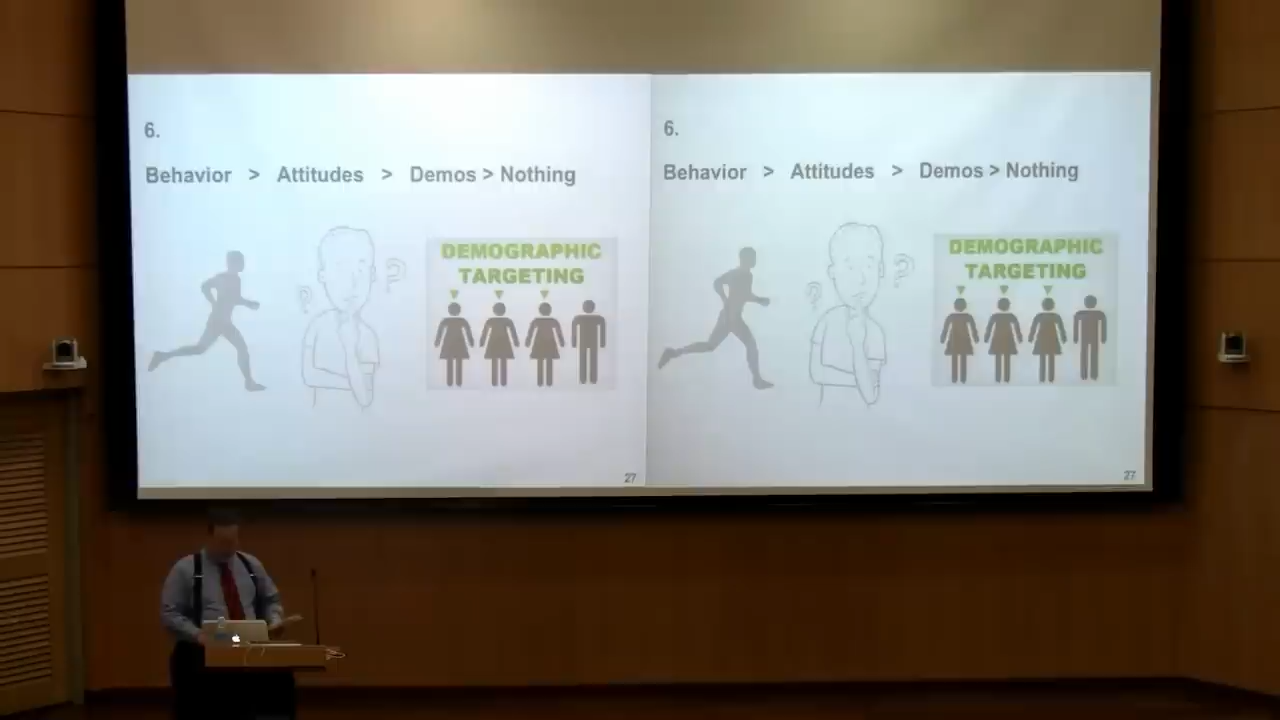 6.
Behavior > Attitudes > Demos > Nothing
DEMOGRAPHIC
TARGETING
? ?
27
6.
Behavior > Attitudes > Demos > Nothing
DEMOGRAPHIC
TARGETING
? ?
27